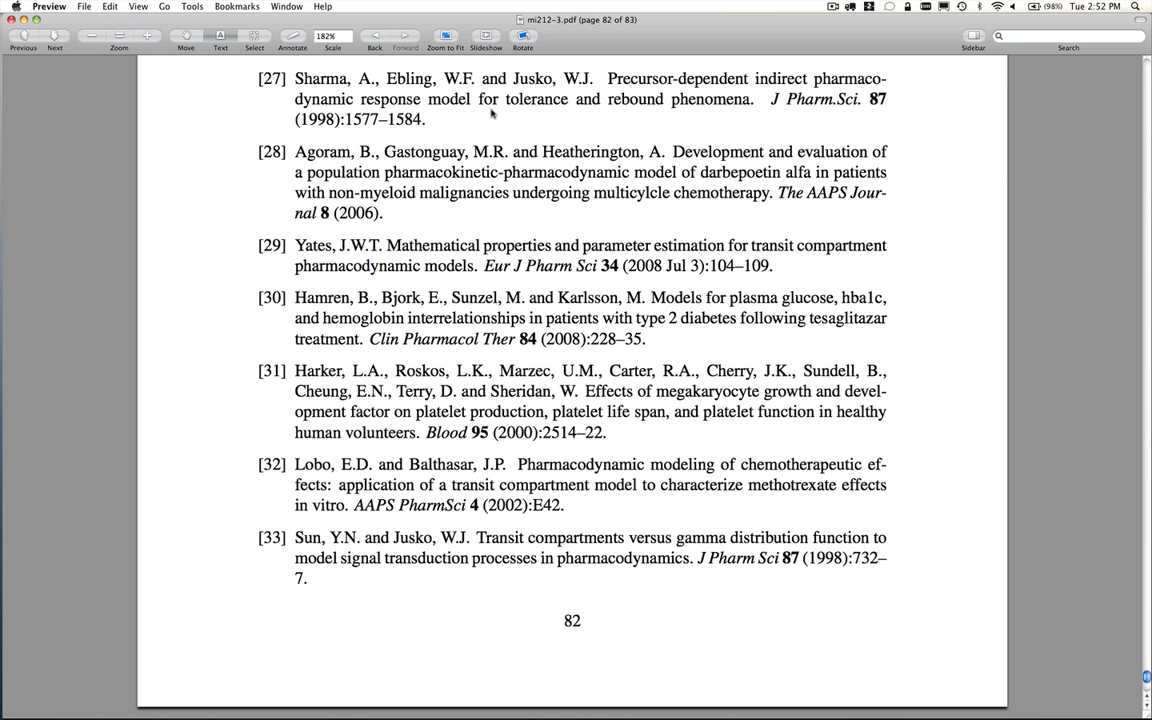 Preview File Edit View Go Tools Bookmarks Window Help (98%) Tue 2:52 PM
mi212-3.pdf (page 82 of 83)
182%
Previous Next Zoom Move Text Select Annotate Scale Back Forward Zoom to Fit Slideshow Rotate Sidebar Search
[27] Sharma, A., Ebling, W.F. and Jusko, W.J. Precursor-dependent indirect pharmaco-
dynamic response model for tolerance and rebound phenomena. J Pharm.Sci. 87
(1998):1577–1584.
[28] Agoram, B., Gastonguay, M.R. and Heatherington, A. Development and evaluation of
a population pharmacokinetic-pharmacodynamic model of darbepoetin alfa in patients
with non-myeloid malignancies undergoing multicylcle chemotherapy. The AAPS Jour-
nal 8 (2006).
[29] Yates, J.W.T. Mathematical properties and parameter estimation for transit compartment
pharmacodynamic models. Eur J Pharm Sci 34 (2008 Jul 3):104–109.
[30] Hamren, B., Bjork, E., Sunzel, M. and Karlsson, M. Models for plasma glucose, hba1c,
and hemoglobin interrelationships in patients with type 2 diabetes following tesaglitazar
treatment. Clin Pharmacol Ther 84 (2008):228–35.
[31] Harker, L.A., Roskos, L.K., Marzec, U.M., Carter, R.A., Cherry, J.K., Sundell, B.,
Cheung, E.N., Terry, D. and Sheridan, W. Effects of megakaryocyte growth and devel-
opment factor on platelet production, platelet life span, and platelet function in healthy
human volunteers. Blood 95 (2000):2514–22.
[32] Lobo, E.D. and Balthasar, J.P. Pharmacodynamic modeling of chemotherapeutic ef-
fects: application of a transit compartment model to characterize methotrexate effects
in vitro. AAPS PharmSci 4 (2002):E42.
[33] Sun, Y.N. and Jusko, W.J. Transit compartments versus gamma distribution function to
model signal transduction processes in pharmacodynamics. J Pharm Sci 87 (1998):732–
7.
82